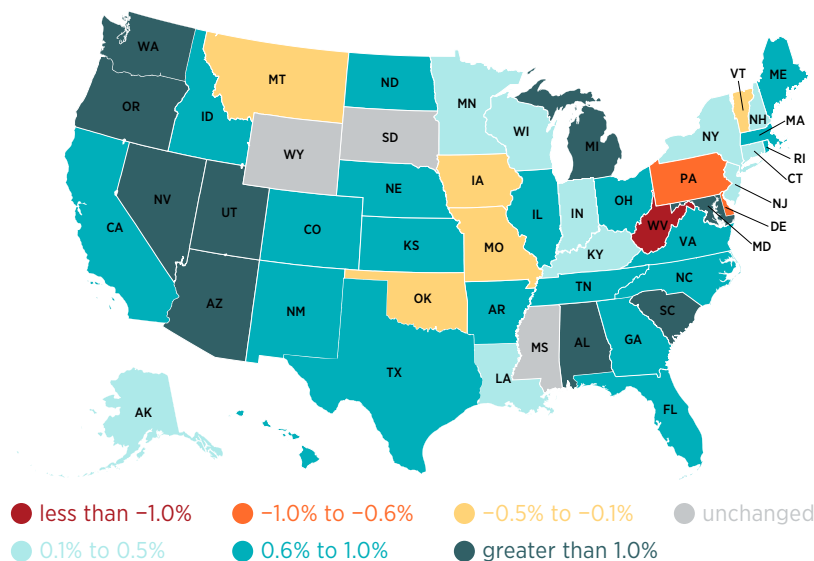 WA
MT
ND
MN
VT
ME
OR
ID
WI
NH
MA
SD
NY
WY
MI
RI
CT
NV
UT
NE
IA
PA
NJ
CA
CO
IL
IN
OH
DE
KS
MO
WV
VA
MD
KY
AZ
NM
OK
AR
TN
NC
SC
MS
AL
GA
TX
LA
FL
AK
less than −1.0%
−1.0% to −0.6%
−0.5% to −0.1%
unchanged
0.1% to 0.5%
0.6% to 1.0%
greater than 1.0%